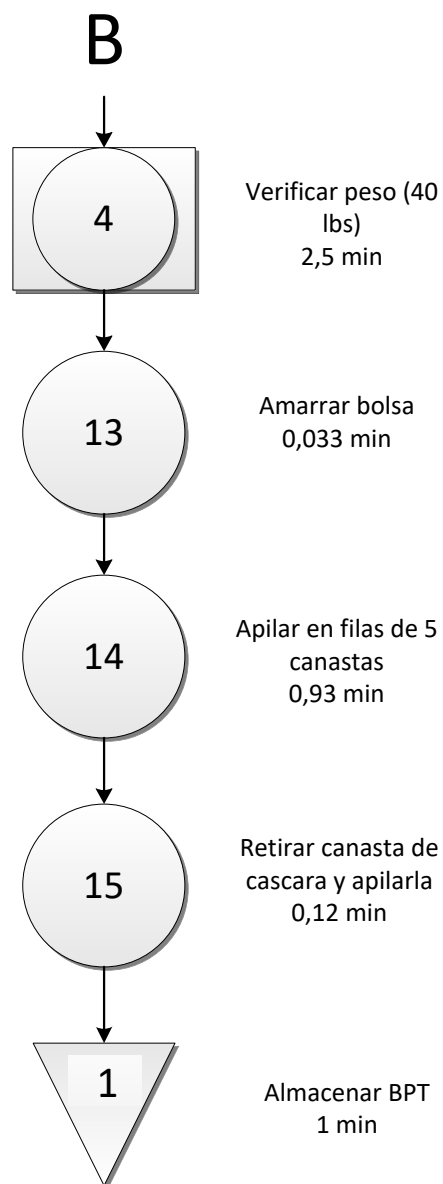 B
4
Verificar peso (40
lbs)
2,5 min
13
Amarrar bolsa
0,033 min
14
Apilar en filas de 5
canastas
0,93 min
15
Retirar canasta de
cascara y apilarla
0,12 min
1
Almacenar BPT
1 min